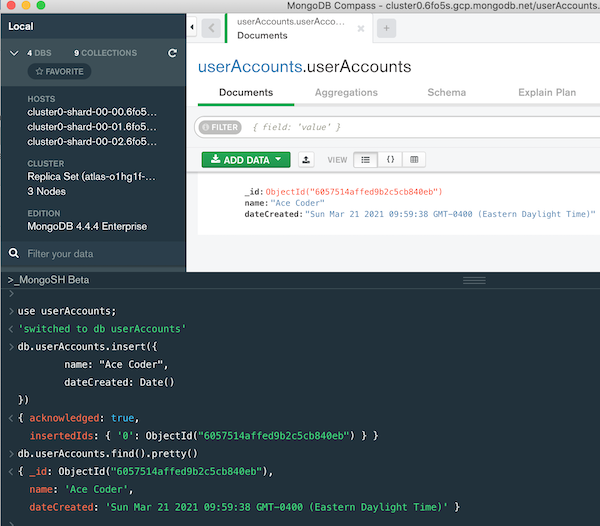 MongoDB Compass - cluster0.6fo5s.gcp.mongodb.net/userAccounts.
Local
userAccounts.userAcco...
Documents
4 DBS 9 COLLECTIONS
FAVORITE
HOSTS
cluster0-shard-00-00.6fo5...
cluster0-shard-00-01.6fo5...
cluster0-shard-00-02.6fo5...
CLUSTER
Replica Set (atlas-o1hg1f-...
3 Nodes
EDITION
MongoDB 4.4.4 Enterprise
Filter your data
userAccounts.userAccounts
Documents Aggregations Schema Explain Plan
FILTER { field: 'value' }
ADD DATA VIEW {}
_id:ObjectId("6057514affed9b2c5cb840eb")
name:"Ace Coder"
dateCreated:"Sun Mar 21 2021 09:59:38 GMT-0400 (Eastern Daylight Time)"
>_MongoSH Beta
>
> use userAccounts;
< 'switched to db userAccounts'
> db.userAccounts.insert({
name: "Ace Coder",
dateCreated: Date()
})
< { acknowledged: true,
insertedIds: { '0': ObjectId("6057514affed9b2c5cb840eb") } }
> db.userAccounts.find().pretty()
< { _id: ObjectId("6057514affed9b2c5cb840eb"),
name: 'Ace Coder',
dateCreated: 'Sun Mar 21 2021 09:59:38 GMT-0400 (Eastern Daylight Time)' }
>